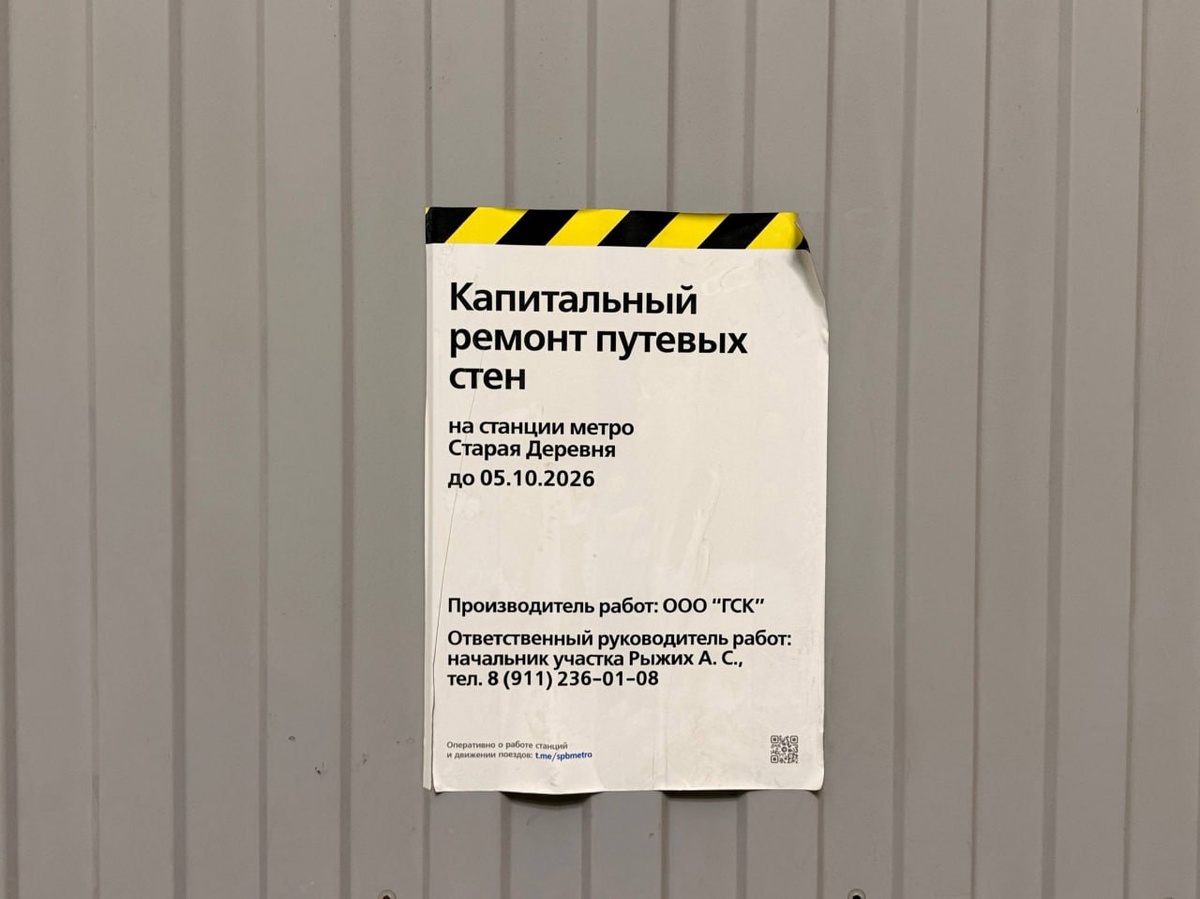 Капитальный
ремонт путевых
стен
на станции метро
Старая Деревня
до 05.10.2026
Производитель работ: ООО “ГСК”
Ответственный руководитель работ:
начальник участка Рыжих А. С.,
тел. 8 (911) 236-01-08
Оперативно о работе станций
и движении поездов: t.me/spbmetro